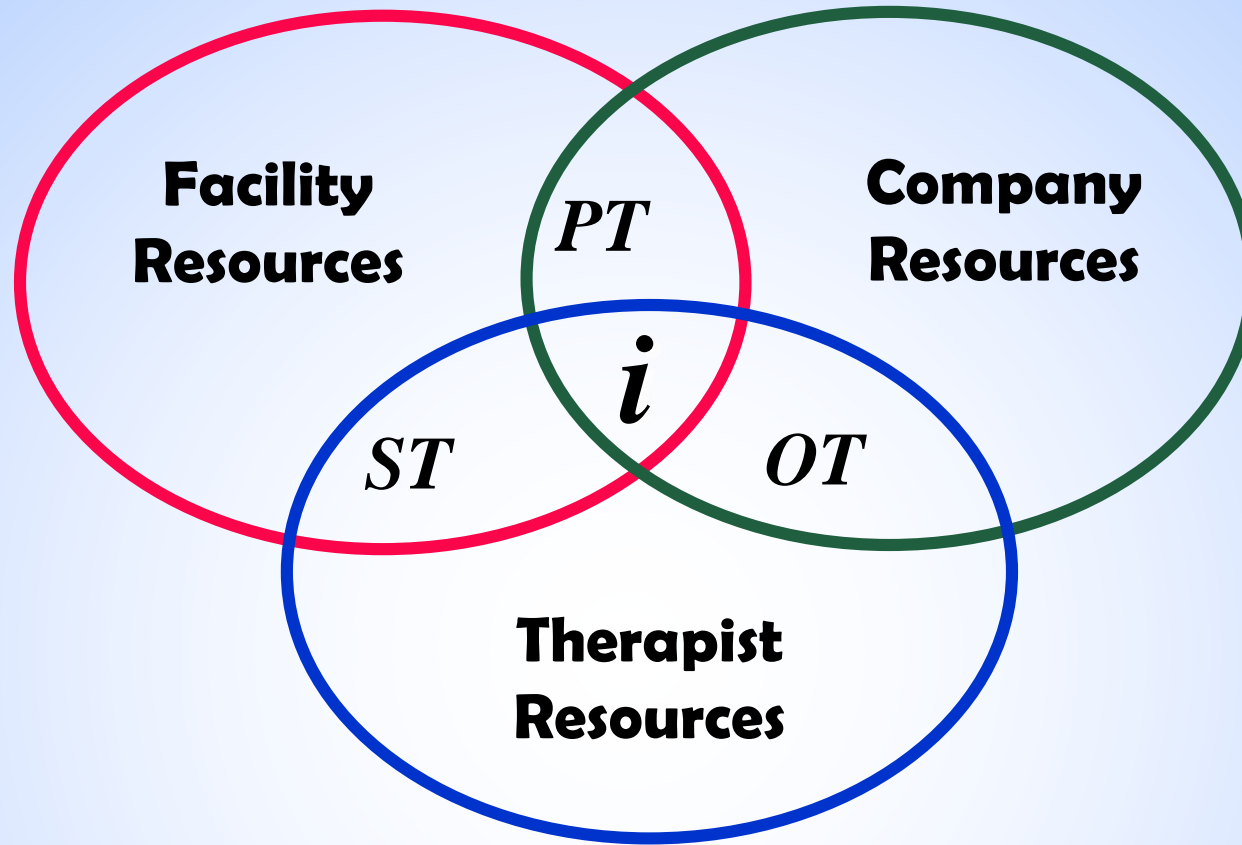 Facility
Resources
Company
Resources
PT
i
ST
OT
Therapist
Resources